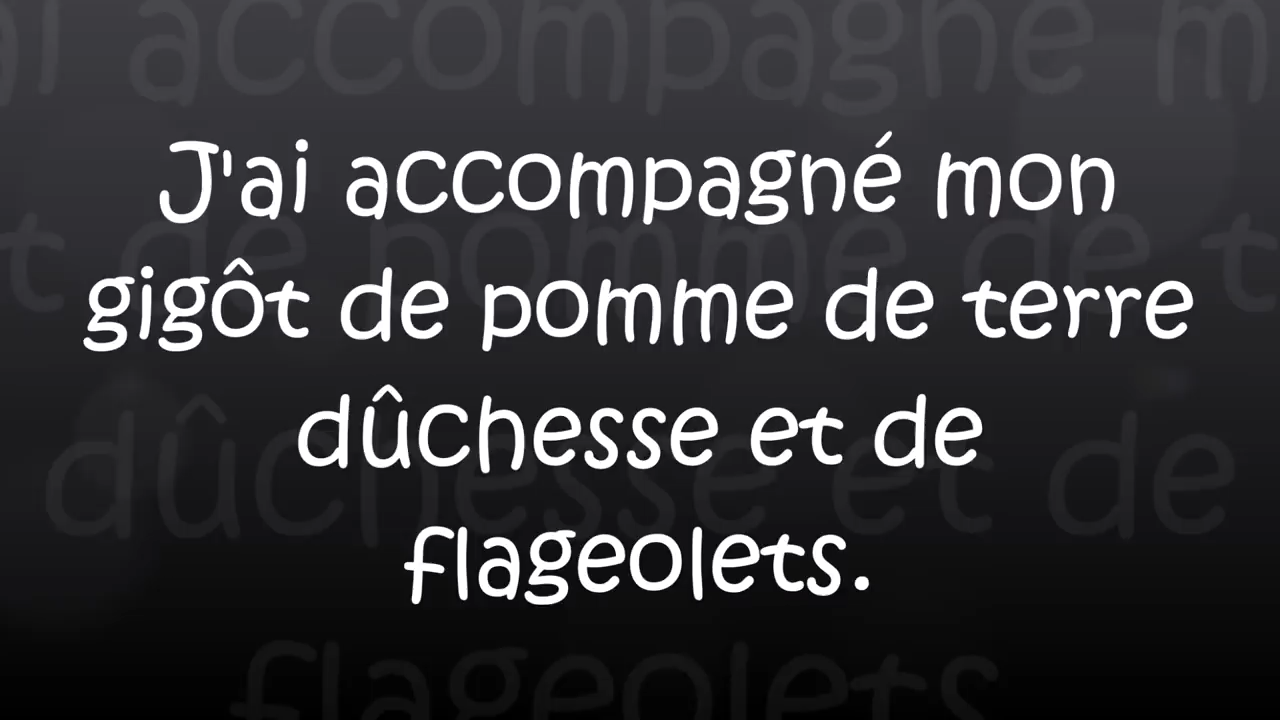 J'ai accompagné mon
gigôt de pomme de terre
dûchesse et de
flageolets.